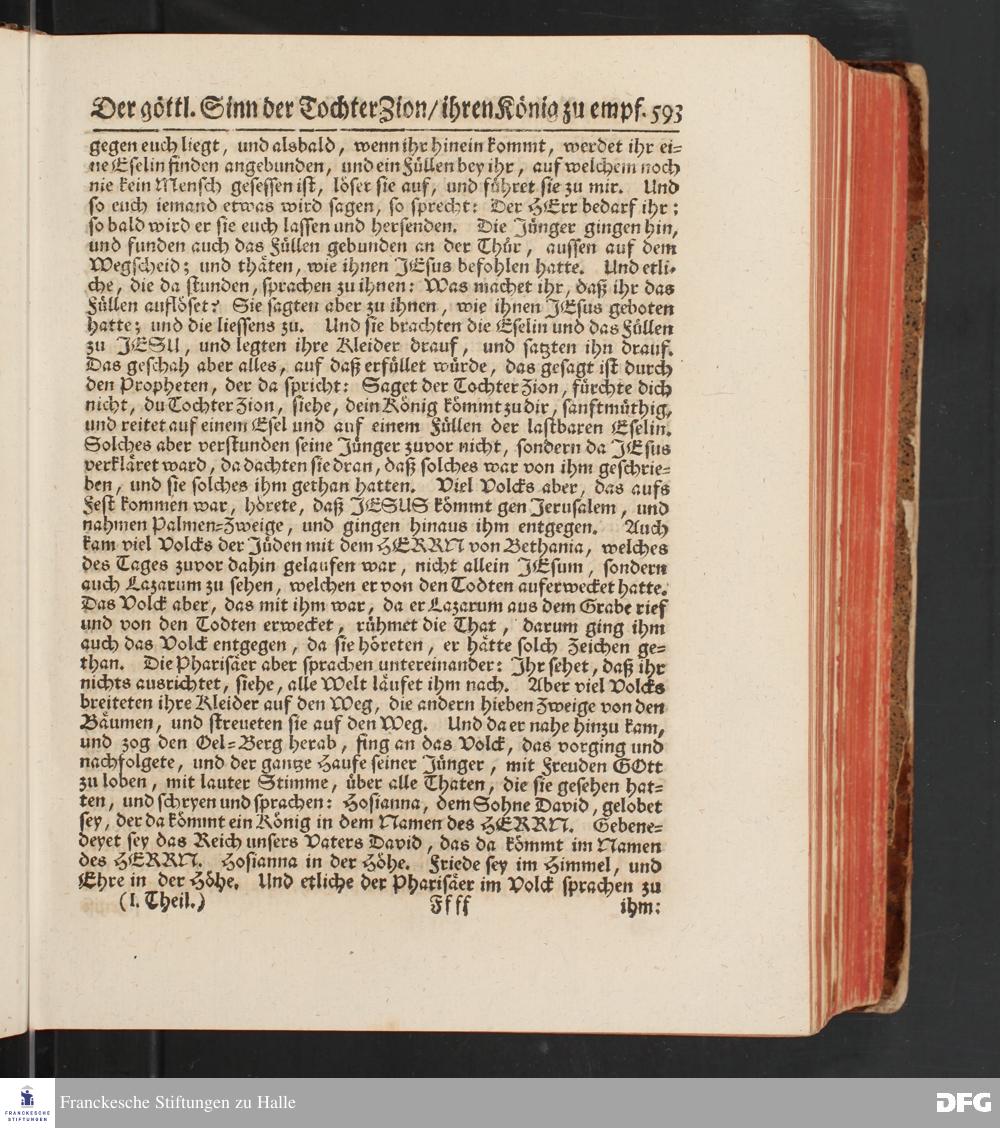 Der göttl. Sinn der Tochter Zion/ ihren König zu empf. 593
gegen euch liegt, und alsbald, wenn ihr hinein kommt, werdet ihr ei-
ne Eselin finden angebunden, und ein Füllen bey ihr, auf welchem noch
nie kein Mensch gesessen ist, löser sie auf, und führet sie zu mir. Und
so euch iemand etwas wird sagen, so sprecht: Der HErr bedarf ihr;
so bald wird er sie euch lassen und hersenden. Die Jünger gingen hin,
und funden auch das Füllen gebunden an der Thür, aussen auf dem
Wegscheid; und thäten, wie ihnen JEsus befohlen hatte. Und etli-
che, die da stunden, sprachen zu ihnen: Was machet ihr, daß ihr das
Füllen auflöset? Sie sagten aber zu ihnen, wie ihnen JEsus geboten
hatte; und die liessens zu. Und sie brachten die Eselin und das Füllen
zu JESU, und legten ihre Kleider drauf, und satzten ihn drauf.
Das geschah aber alles, auf daß erfüllet würde, das gesagt ist durch
den Propheten, der da spricht: Saget der Tochter Zion, fürchte dich
nicht, du Tochter Zion, siehe, dein König kömmt zu dir, sanftmüthig,
und reitet auf einem Esel und auf einem Füllen der lastbaren Eselin.
Solches aber verstunden seine Jünger zuvor nicht, sondern da JEsus
verkläret ward, da dachten sie dran, daß solches war von ihm geschrie-
ben, und sie solches ihm gethan hatten. Viel Volcks aber, das aufs
Fest kommen war, hörete, daß JESUS kömmt gen Jerusalem, und
nahmen Palmen-Zweige, und gingen hinaus ihm entgegen. Auch
kam viel Volcks der Jüden mit dem HERRN von Bethania, welches
des Tages zuvor dahin gelaufen war, nicht allein JEsum, sondern
auch Lazarum zu sehen, welchen er von den Todten auferwecket hatte.
Das Volck aber, das mit ihm war, da er Lazarum aus dem Grabe rief
und von den Todten erwecket, rühmet die That, darum ging ihm
auch das Volck entgegen, da sie höreten, er hätte solch Zeichen ge-
than. Die Pharisäer aber sprachen untereinander: Ihr sehet, daß ihr
nichts ausrichtet, siehe, alle Welt läufet ihm nach. Aber viel Volcks
breiteten ihre Kleider auf den Weg, die andern hieben Zweige von den
Bäumen, und streueten sie auf den Weg. Und da er nahe hinzu kam,
und zog den Oel-Berg herab, fing an das Volck, das vorging und
nachfolgete, und der gantze Haufe seiner Jünger, mit Freuden GOtt
zu loben, mit lauter Stimme, über alle Thaten, die sie gesehen hat-
ten, und schryen und sprachen: Hosianna, dem Sohne David, gelobet
sey, der da kömmt ein König in dem Namen des HERRN. Gebene-
deyet sey das Reich unsers Vaters David, das da kömmt im Namen
des HERRN. Hosianna in der Höhe. Friede sey im Himmel, und
Ehre in der Höhe. Und etliche der Pharisäer im Volck sprachen zu
(I. Theil.) Ffff ihm:
FRANCKESCHE
STIFTUNGEN
Franckesche Stiftungen zu Halle
DFG